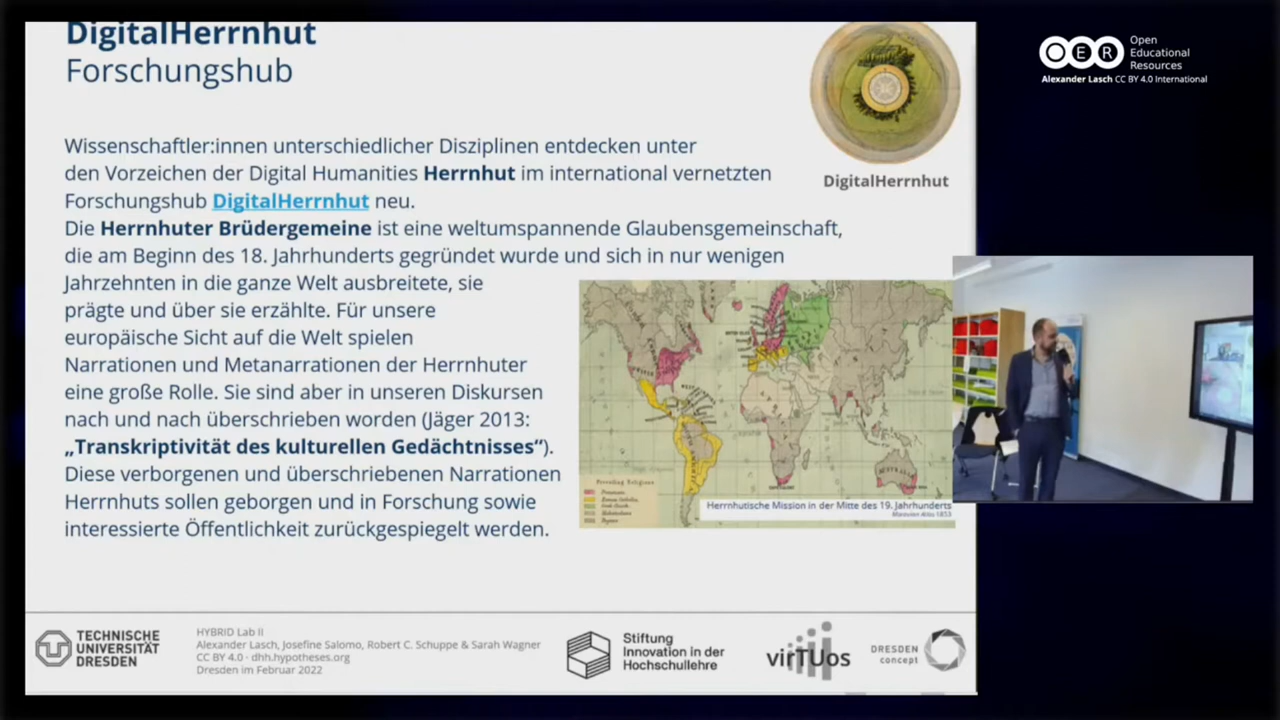 DigitalHerrnhut
Forschungshub
Wissenschaftler:innen unterschiedlicher Disziplinen entdecken unter
den Vorzeichen der Digital Humanities Herrnhut im international vernetzten
Forschungshub DigitalHerrnhut neu.
Die Herrnhuter Brüdergemeine ist eine weltumspannende Glaubensgemeinschaft,
die am Beginn des 18. Jahrhunderts gegründet wurde und sich in nur wenigen
Jahrzehnten in die ganze Welt ausbreitete, sie
prägte und über sie erzählte. Für unsere
europäische Sicht auf die Welt spielen
Narrationen und Metanarrationen der Herrnhuter
eine große Rolle. Sie sind aber in unseren Diskursen
nach und nach überschrieben worden (Jäger 2013:
„Transkriptivität des kulturellen Gedächtnisses“).
Diese verborgenen und überschriebenen Narrationen
Herrnhuts sollen geborgen und in Forschung sowie
interessierte Öffentlichkeit zurückgespiegelt werden.
DigitalHerrnhut
Herrnhutische Mission in der Mitte des 19. Jahrhunderts
Moravian Atlas 1853
TECHNISCHE
UNIVERSITÄT
DRESDEN
HYBRID Lab II
Alexander Lasch, Josefine Salomo, Robert C. Schuppe & Sarah Wagner
CC BY 4.0 · dhh.hypotheses.org
Dresden im Februar 2022
Stiftung
Innovation in der
Hochschullehre
virTUos
DRESDEN
concept
OER
Open
Educational
Resources
Alexander Lasch CC BY 4.0 International